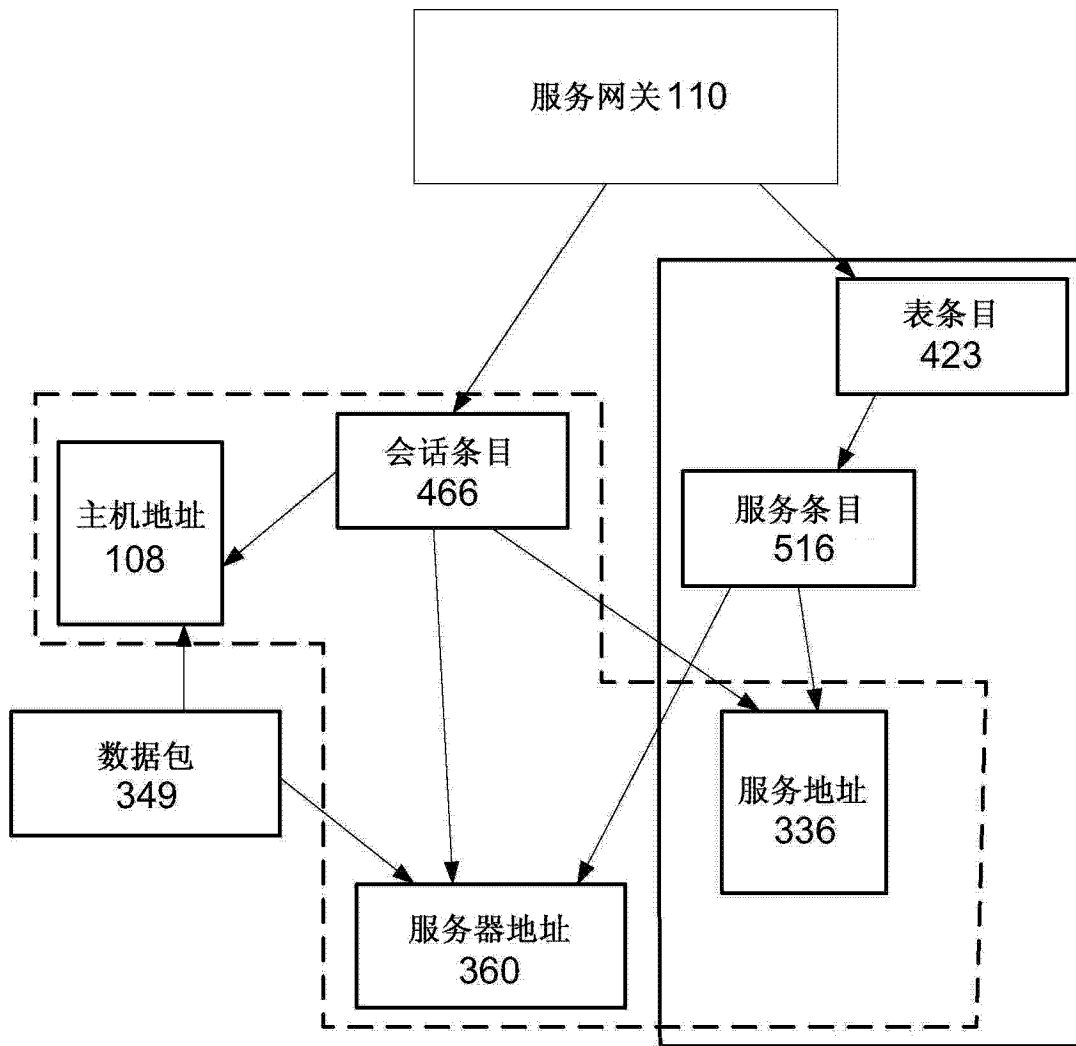 服务网关110
表条目
423
会话条目
466
主机地址
108
服务条目
516
数据包
349
服务地址
336
服务器地址
360